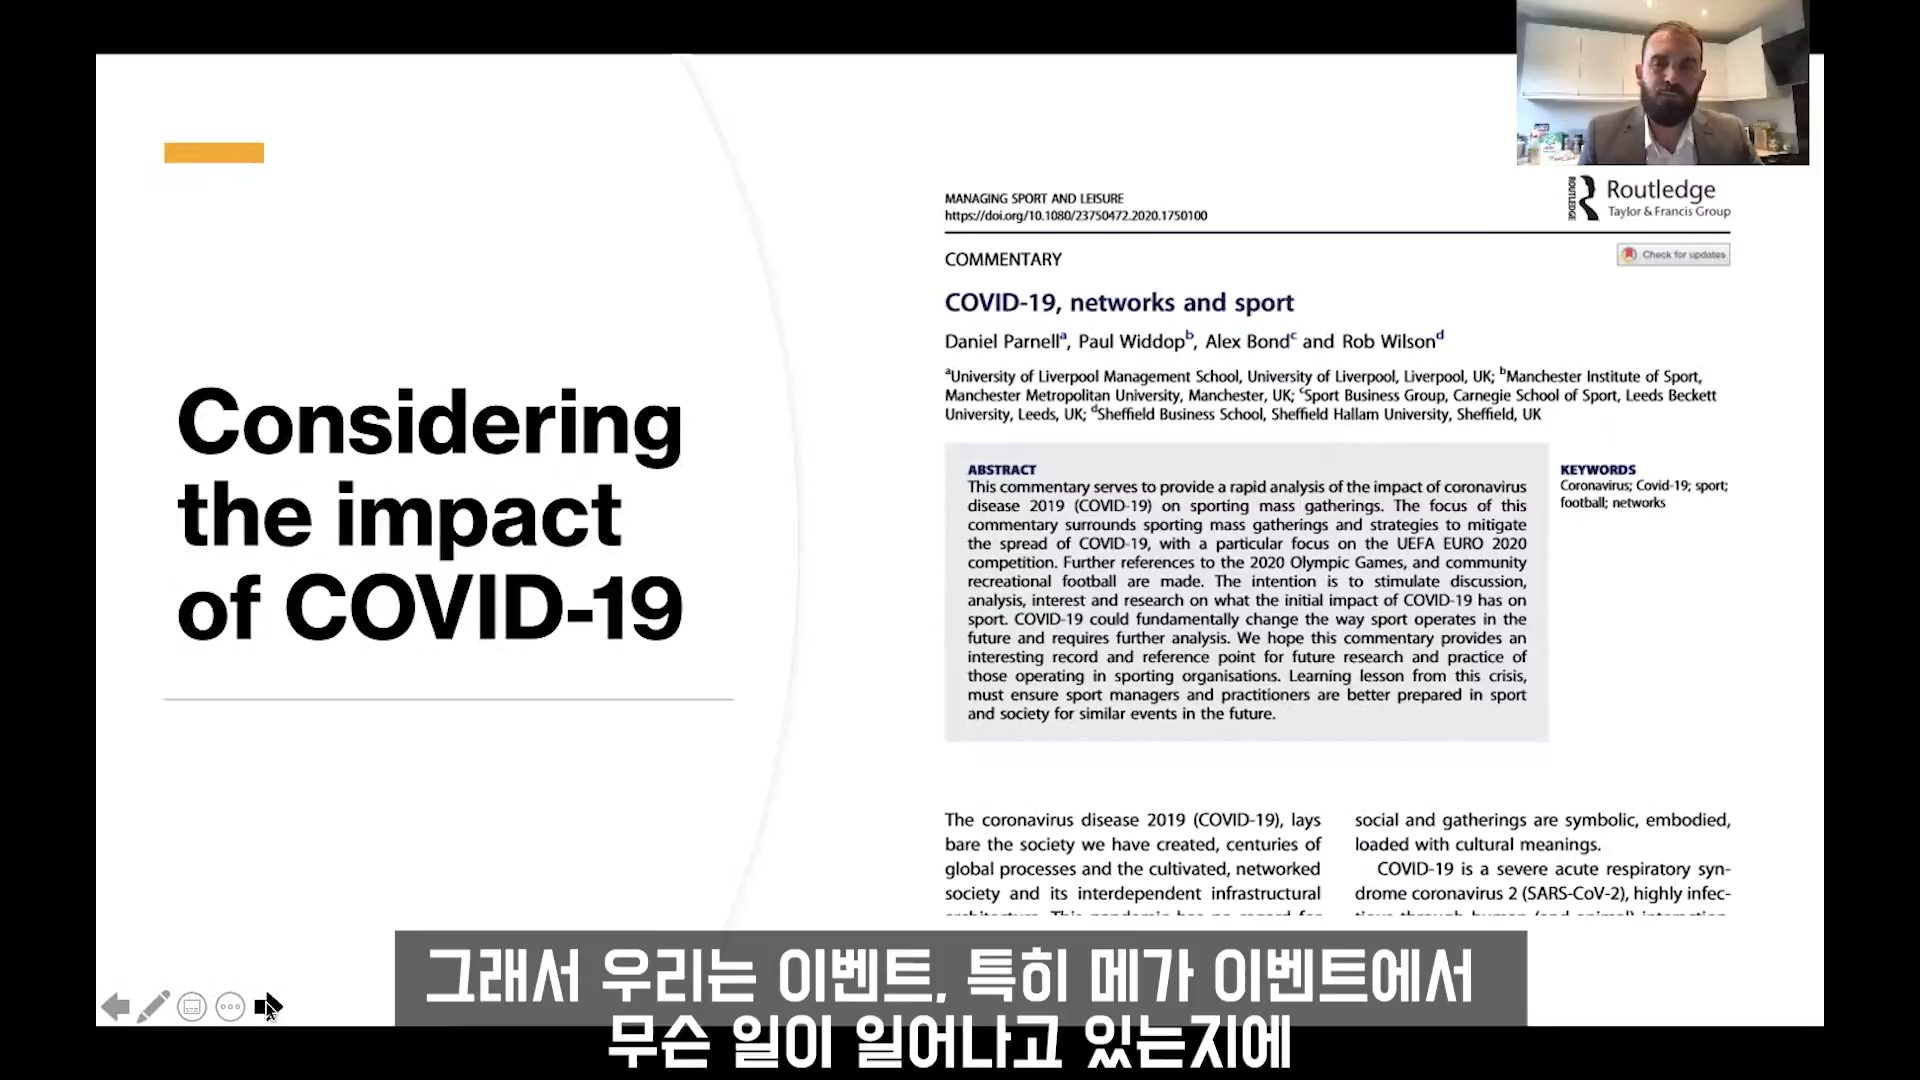 Considering
the impact
of COVID-19
MANAGING SPORT AND LEISURE
https://doi.org/10.1080/23750472.2020.1750100
ROUTLEDGE
Routledge
Taylor & Francis Group
Check for updates
COMMENTARY
COVID-19, networks and sport
Daniel Parnellª, Paul Widdopᵇ, Alex Bondᶜ and Rob Wilsonᵈ
ªUniversity of Liverpool Management School, University of Liverpool, Liverpool, UK; ᵇManchester Institute of Sport,
Manchester Metropolitan University, Manchester, UK; ᶜSport Business Group, Carnegie School of Sport, Leeds Beckett
University, Leeds, UK; ᵈSheffield Business School, Sheffield Hallam University, Sheffield, UK
ABSTRACT
This commentary serves to provide a rapid analysis of the impact of coronavirus
disease 2019 (COVID-19) on sporting mass gatherings. The focus of this
commentary surrounds sporting mass gatherings and strategies to mitigate
the spread of COVID-19, with a particular focus on the UEFA EURO 2020
competition. Further references to the 2020 Olympic Games, and community
recreational football are made. The intention is to stimulate discussion,
analysis, interest and research on what the initial impact of COVID-19 has on
sport. COVID-19 could fundamentally change the way sport operates in the
future and requires further analysis. We hope this commentary provides an
interesting record and reference point for future research and practice of
those operating in sporting organisations. Learning lesson from this crisis,
must ensure sport managers and practitioners are better prepared in sport
and society for similar events in the future.
KEYWORDS
Coronavirus; Covid-19; sport;
football; networks
The coronavirus disease 2019 (COVID-19), lays
bare the society we have created, centuries of
global processes and the cultivated, networked
society and its interdependent infrastructural
social and gatherings are symbolic, embodied,
loaded with cultural meanings.
COVID-19 is a severe acute respiratory syn-
drome coronavirus 2 (SARS-CoV-2), highly infec-
그래서 우리는 이벤트, 특히 메가 이벤트에서
무슨 일이 일어나고 있는지에